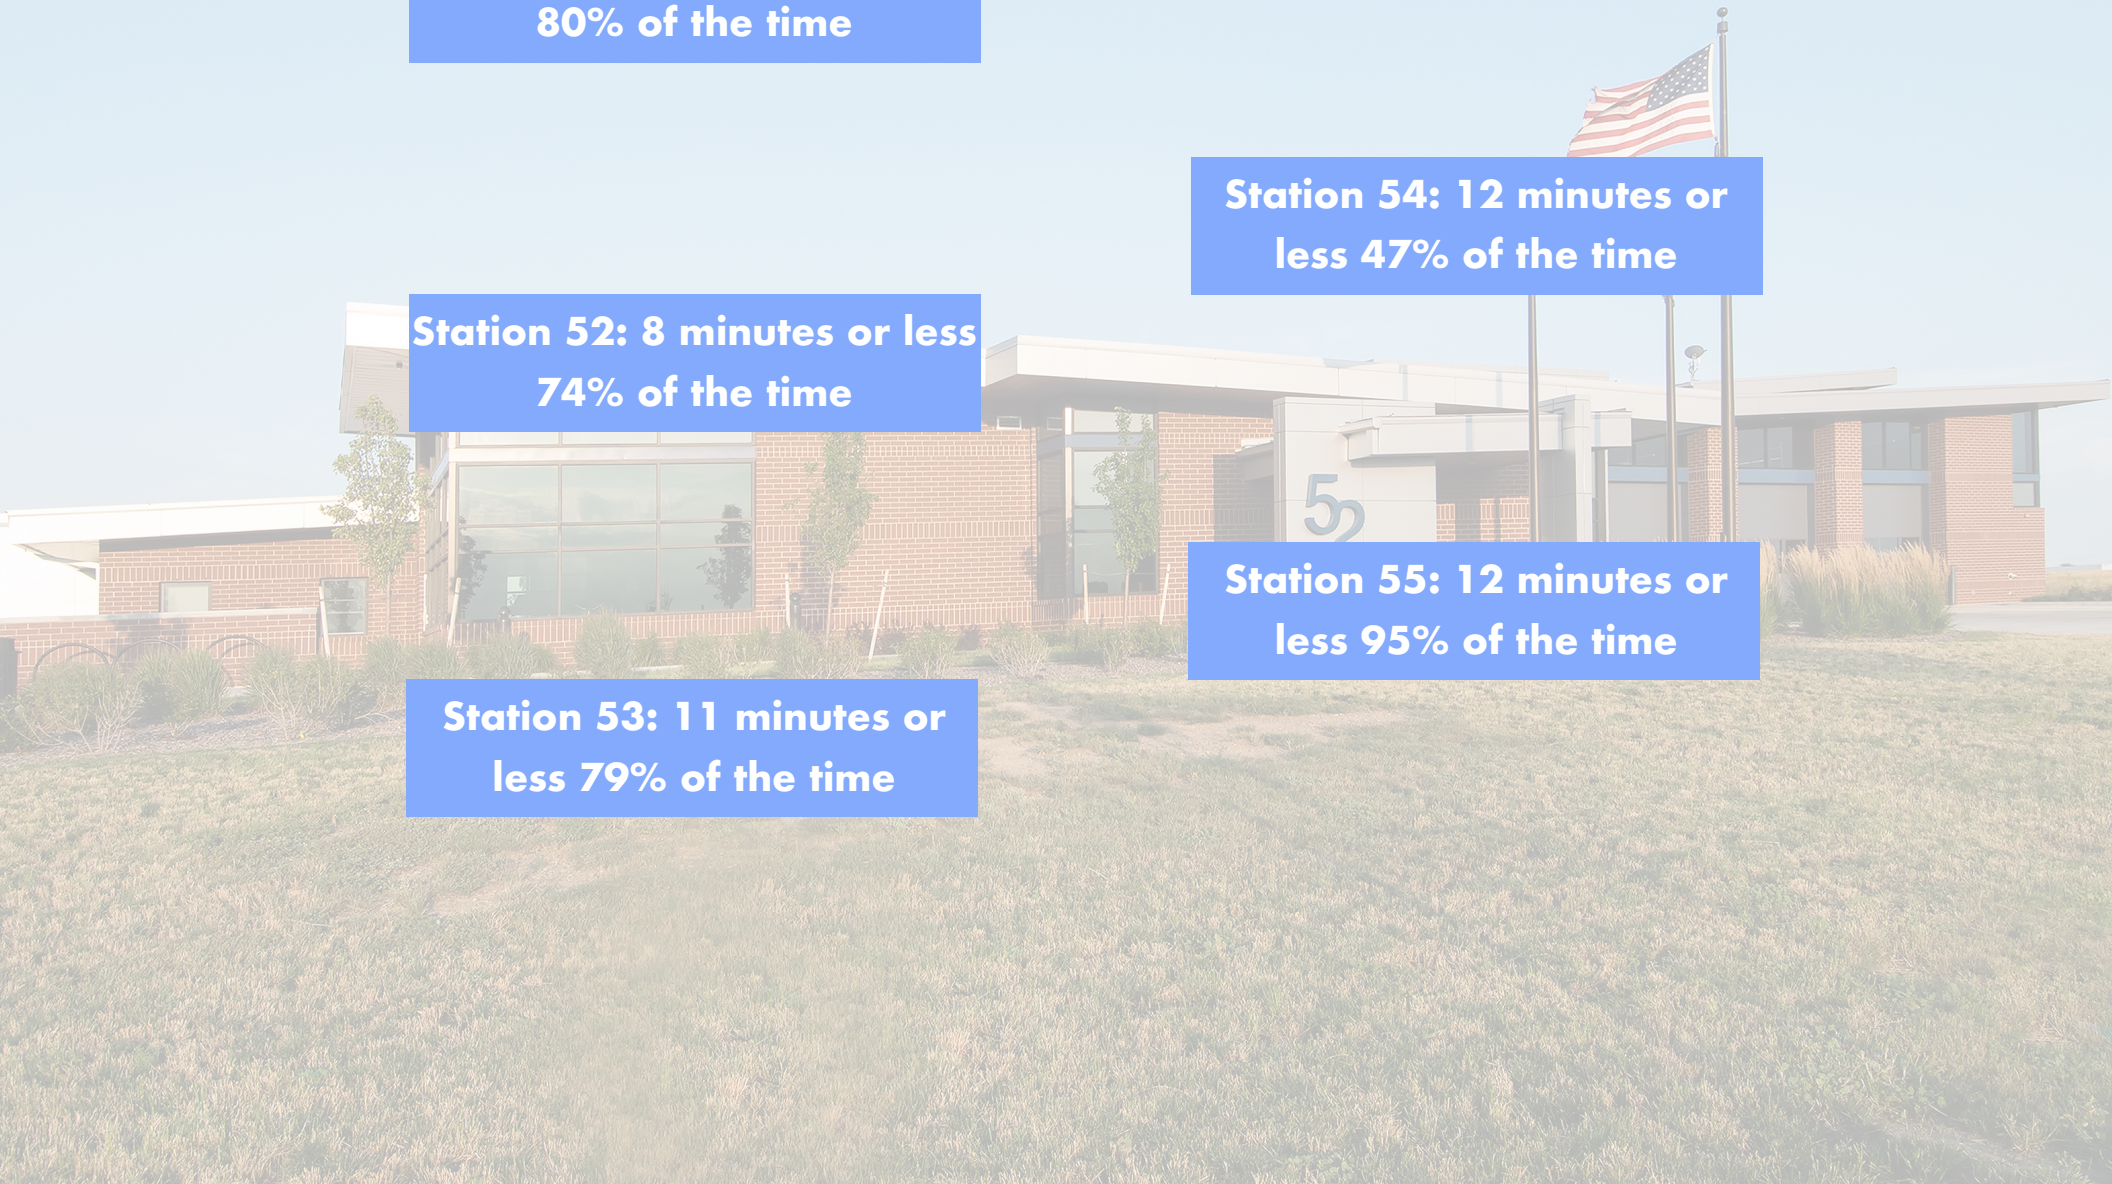 80% of the time
Station 52: 8 minutes or less
74% of the time
Station 53: 11 minutes or
less 79% of the time
Station 54: 12 minutes or
less 47% of the time
52
Station 55: 12 minutes or
less 95% of the time